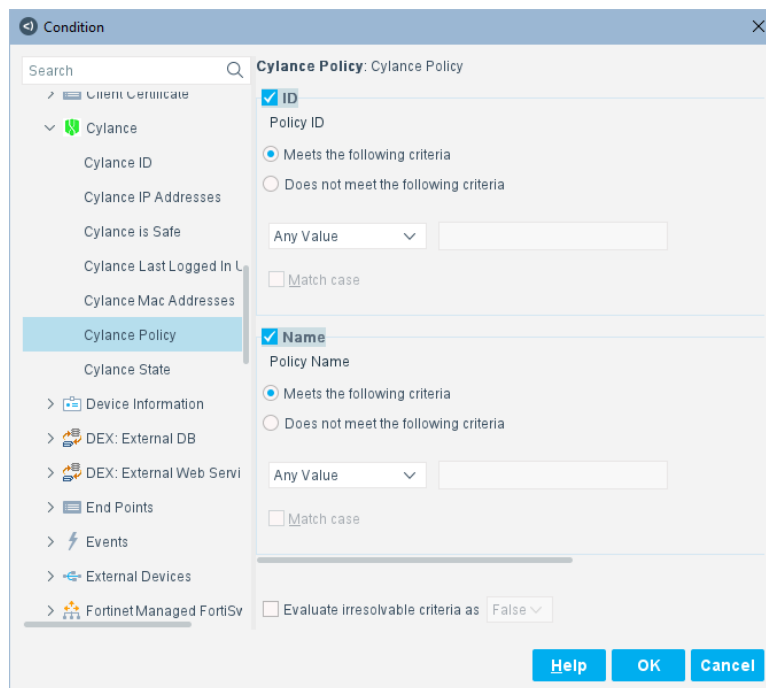 Condition
Search
Client Certificate
Cylance
Cylance ID
Cylance IP Addresses
Cylance is Safe
Cylance Last Logged In U
Cylance Mac Addresses
Cylance Policy
Cylance State
Device Information
DEX: External DB
DEX: External Web Servi
End Points
Events
External Devices
Fortinet Managed FortiSw
Cylance Policy: Cylance Policy
ID
Policy ID
Meets the following criteria
Does not meet the following criteria
Any Value
Match case
Name
Policy Name
Meets the following criteria
Does not meet the following criteria
Any Value
Match case
Evaluate irresolvable criteria as False
Help OK Cancel